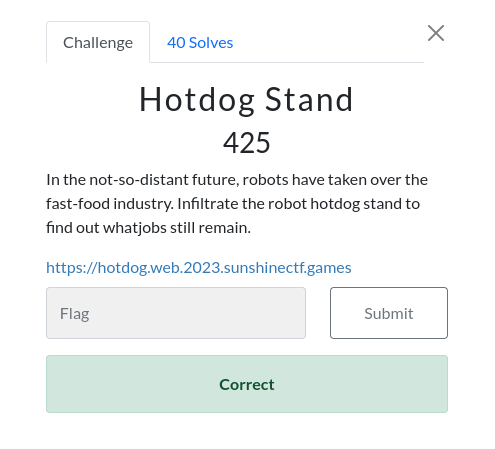 Challenge
40 Solves
Hotdog Stand
425
In the not-so-distant future, robots have taken over the
fast-food industry. Infiltrate the robot hotdog stand to
find out whatjobs still remain.
https://hotdog.web.2023.sunshinectf.games
Flag
Submit
Correct